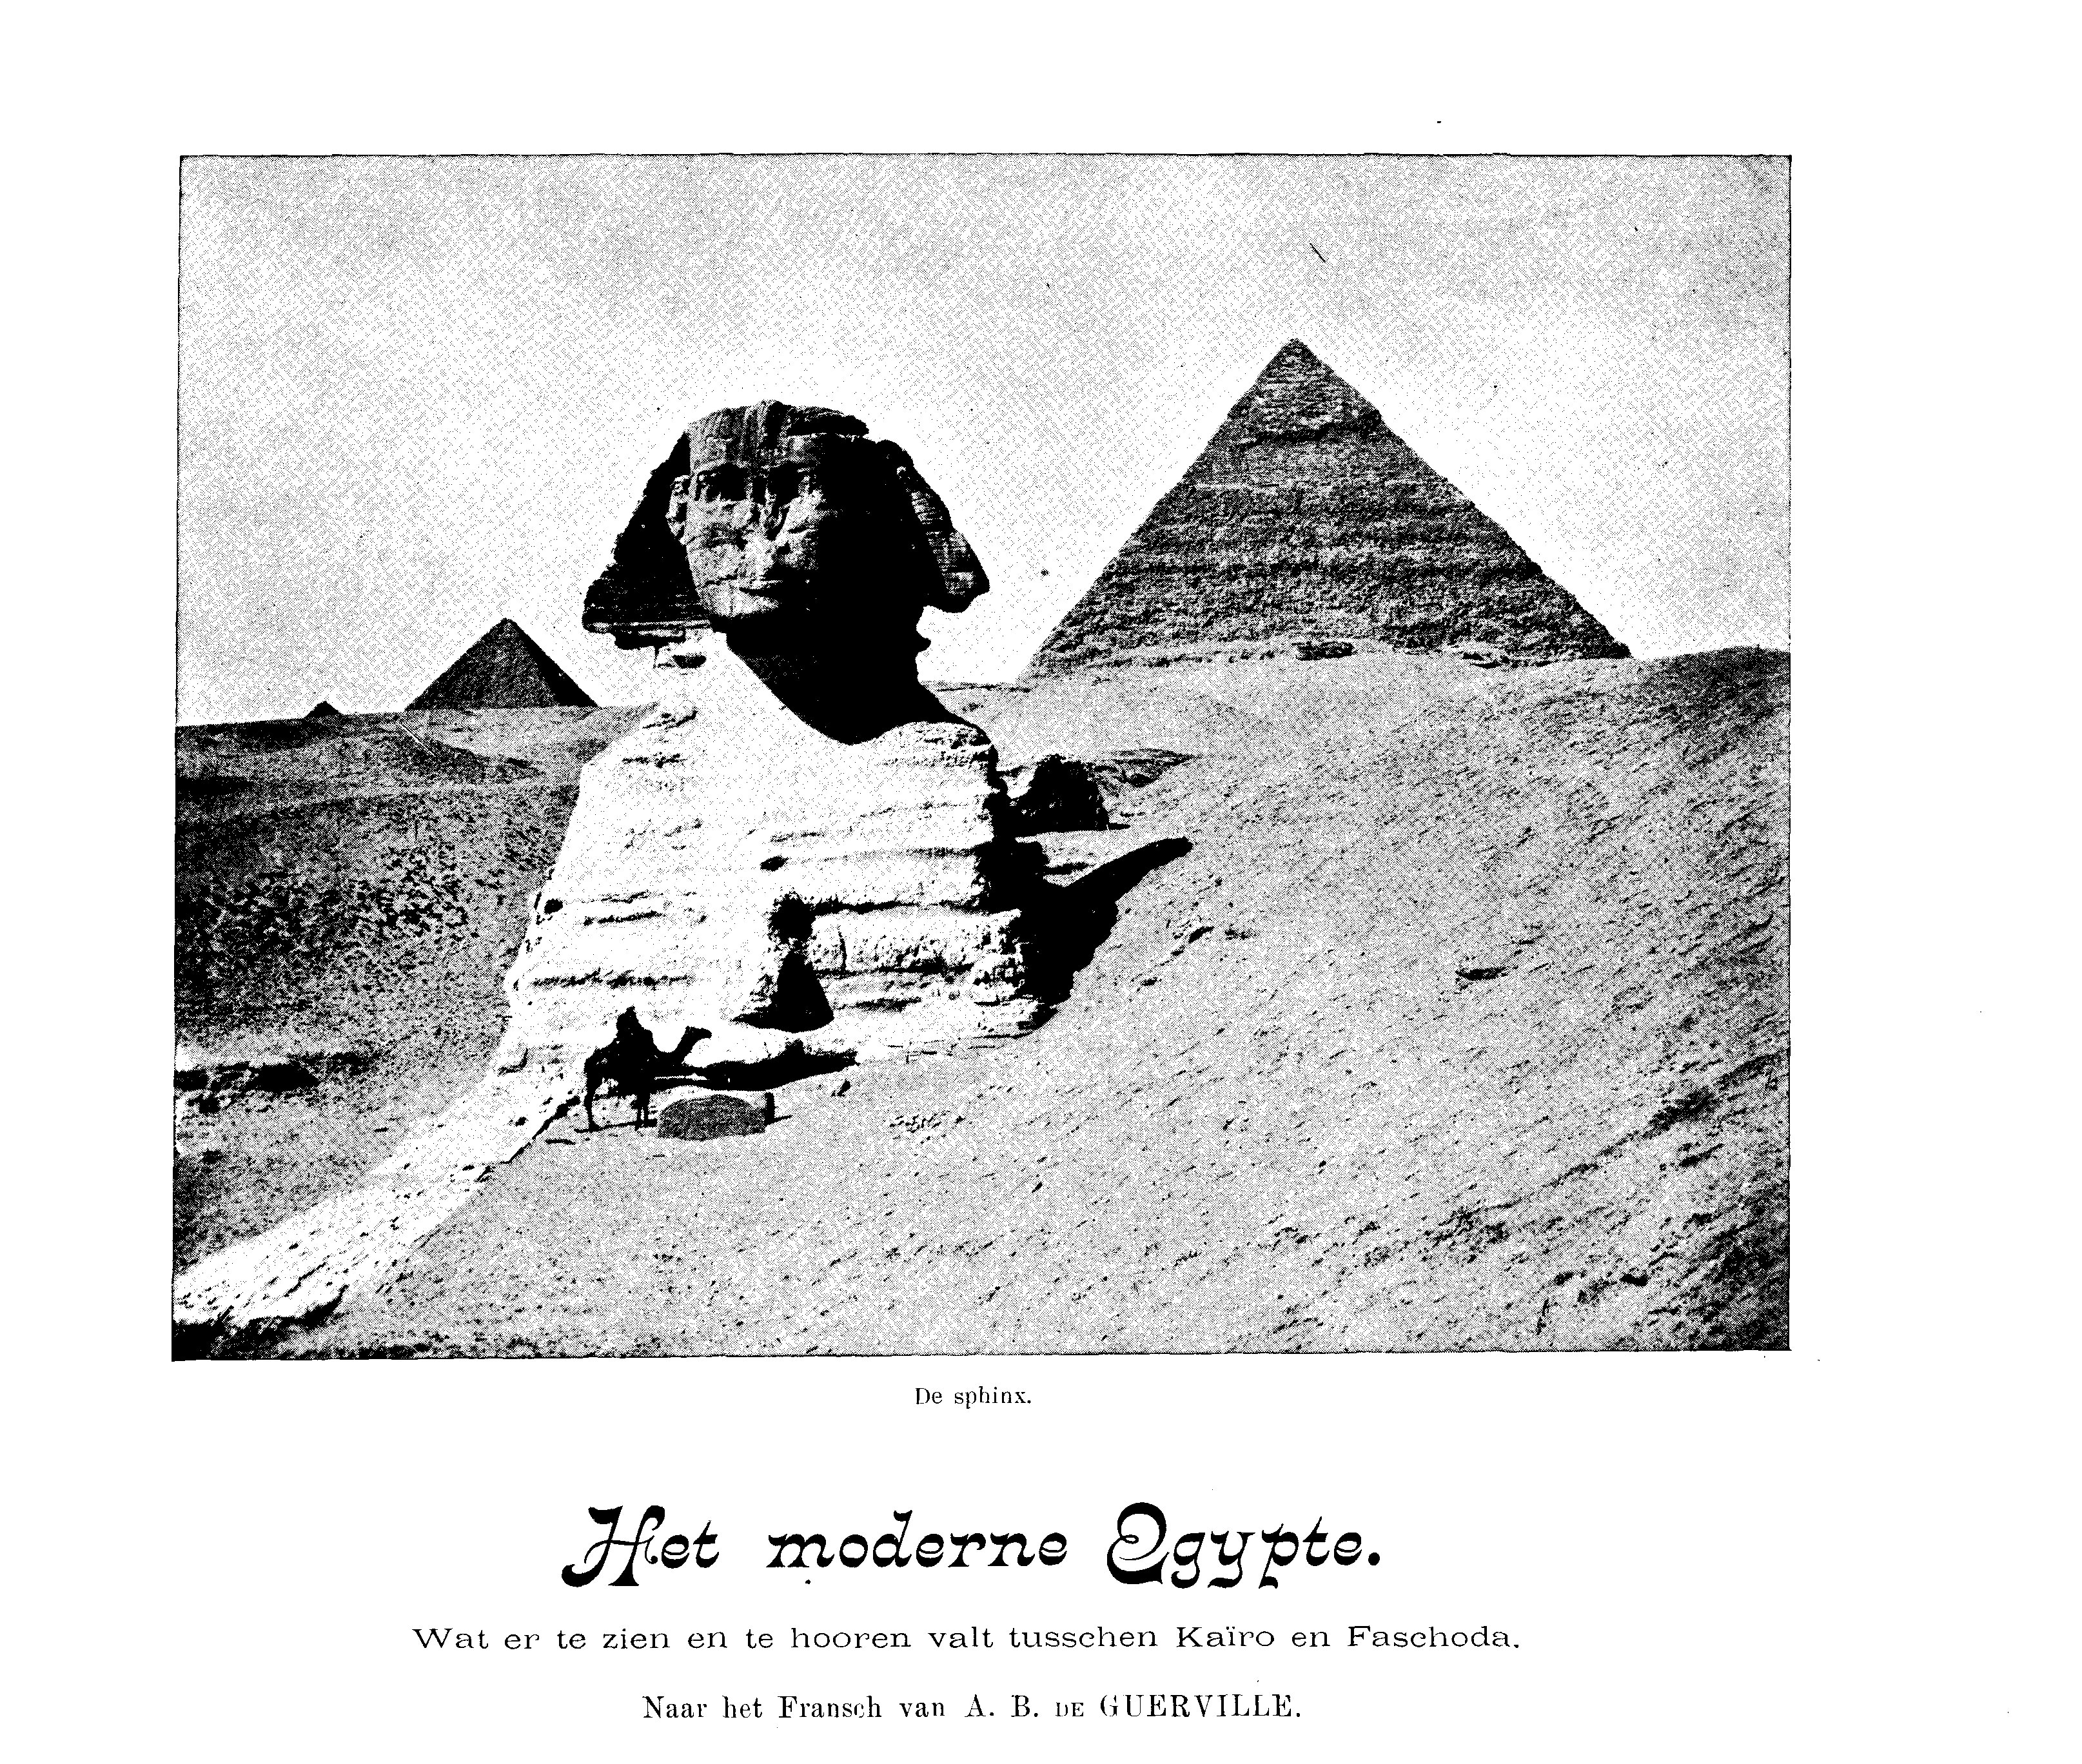 De sphinx.
Het moderne Egypte.
Wat er te zien en te hooren valt tusschen Kaïro en Faschoda.
Naar het Fransch van A. B. DE GUERVILLE.